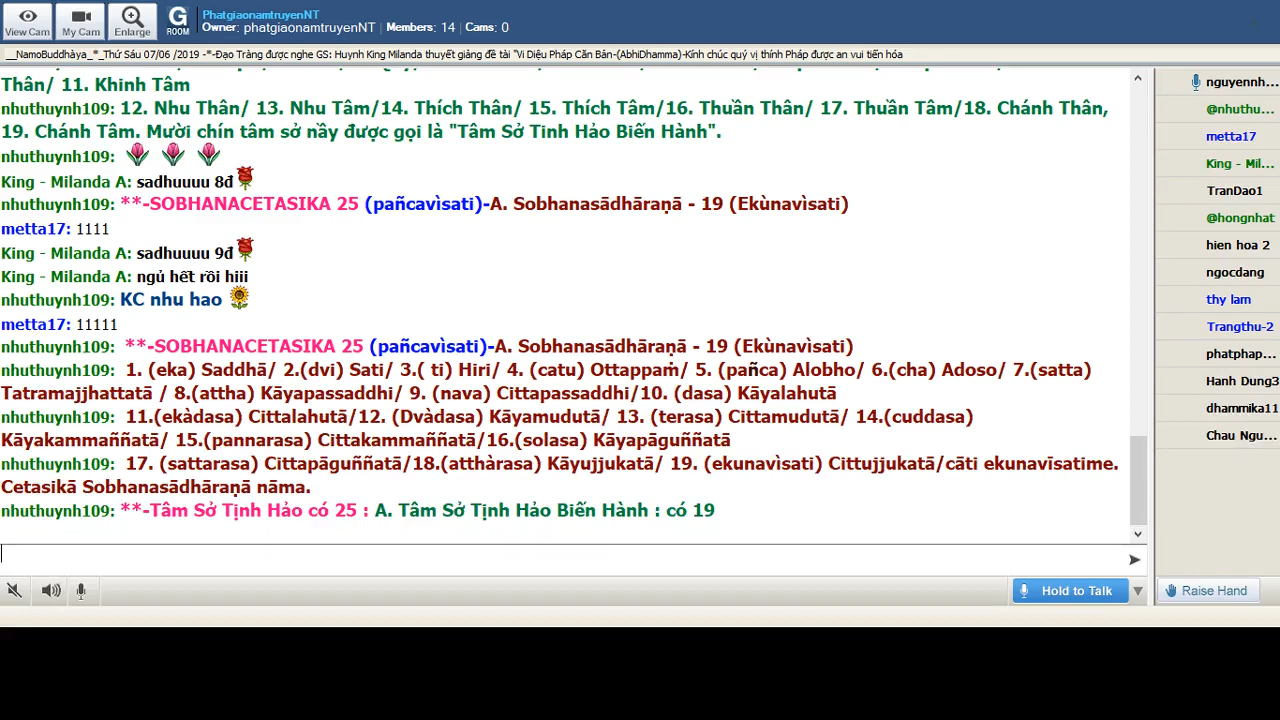 View Cam
My Cam
Enlarge
G
ROOM
PhatgiaonamtruyenNT
Owner: phatgiaonamtruyenNT | Members: 14 | Cams: 0
__NamoBuddhàya_*_Thứ Sáu 07/06 /2019 -*-Đạo Tràng được nghe GS: Huynh King Milanda thuyết giảng đề tài "Vi Diệu Pháp Căn Bản-(AbhiDhamma)-Kính chúc quý vị thính Pháp được an vui tiến hóa
Thân/ 11. Khinh Tâm
nhuthuynh109: 12. Nhu Thân/ 13. Nhu Tâm/14. Thích Thân/ 15. Thích Tâm/16. Thuần Thân/ 17. Thuần Tâm/18. Chánh Thân,
19. Chánh Tâm. Mười chín tâm sở nầy được gọi là "Tâm Sở Tinh Hảo Biến Hành".
nhuthuynh109:
King - Milanda A: sadhuuuu 8đ
nhuthuynh109: **-SOBHANACETASIKA 25 (pañcavìsati)-A. Sobhanasādhāraṇā - 19 (Ekùnavìsati)
metta17: 1111
King - Milanda A: sadhuuuu 9đ
King - Milanda A: ngủ hết rồi hiii
nhuthuynh109: KC nhu hao
metta17: 11111
nhuthuynh109: **-SOBHANACETASIKA 25 (pañcavìsati)-A. Sobhanasādhāraṇā - 19 (Ekùnavìsati)
nhuthuynh109: 1. (eka) Saddhā/ 2.(dvi) Sati/ 3.( ti) Hiri/ 4. (catu) Ottappaṁ/ 5. (pañca) Alobho/ 6.(cha) Adoso/ 7.(satta)
Tatramajjhattatā / 8.(attha) Kāyapassaddhi/ 9. (nava) Cittapassaddhi/10. (dasa) Kāyalahutā
nhuthuynh109: 11.(ekàdasa) Cittalahutā/12. (Dvàdasa) Kāyamudutā/ 13. (terasa) Cittamudutā/ 14.(cuddasa)
Kāyakammaññatā/ 15.(pannarasa) Cittakammaññatā/16.(solasa) Kāyapāguññatā
nhuthuynh109: 17. (sattarasa) Cittapāguññatā/18.(atthàrasa) Kāyujjukatā/ 19. (ekunavìsati) Cittujjukatā/cāti ekunavīsatime.
Cetasikā Sobhanasādhāraṇā nāma.
nhuthuynh109: **-Tâm Sở Tịnh Hảo có 25 : A. Tâm Sở Tịnh Hảo Biến Hành : có 19
Hold to Talk
nguyennh...
@nhuthu...
metta17
King - Mil...
TranDao1
@hongnhat
hien hoa 2
ngocdang
thy lam
Trangthu-2
phatphap...
Hanh Dung3
dhammika11
Chau Ngu...
Raise Hand